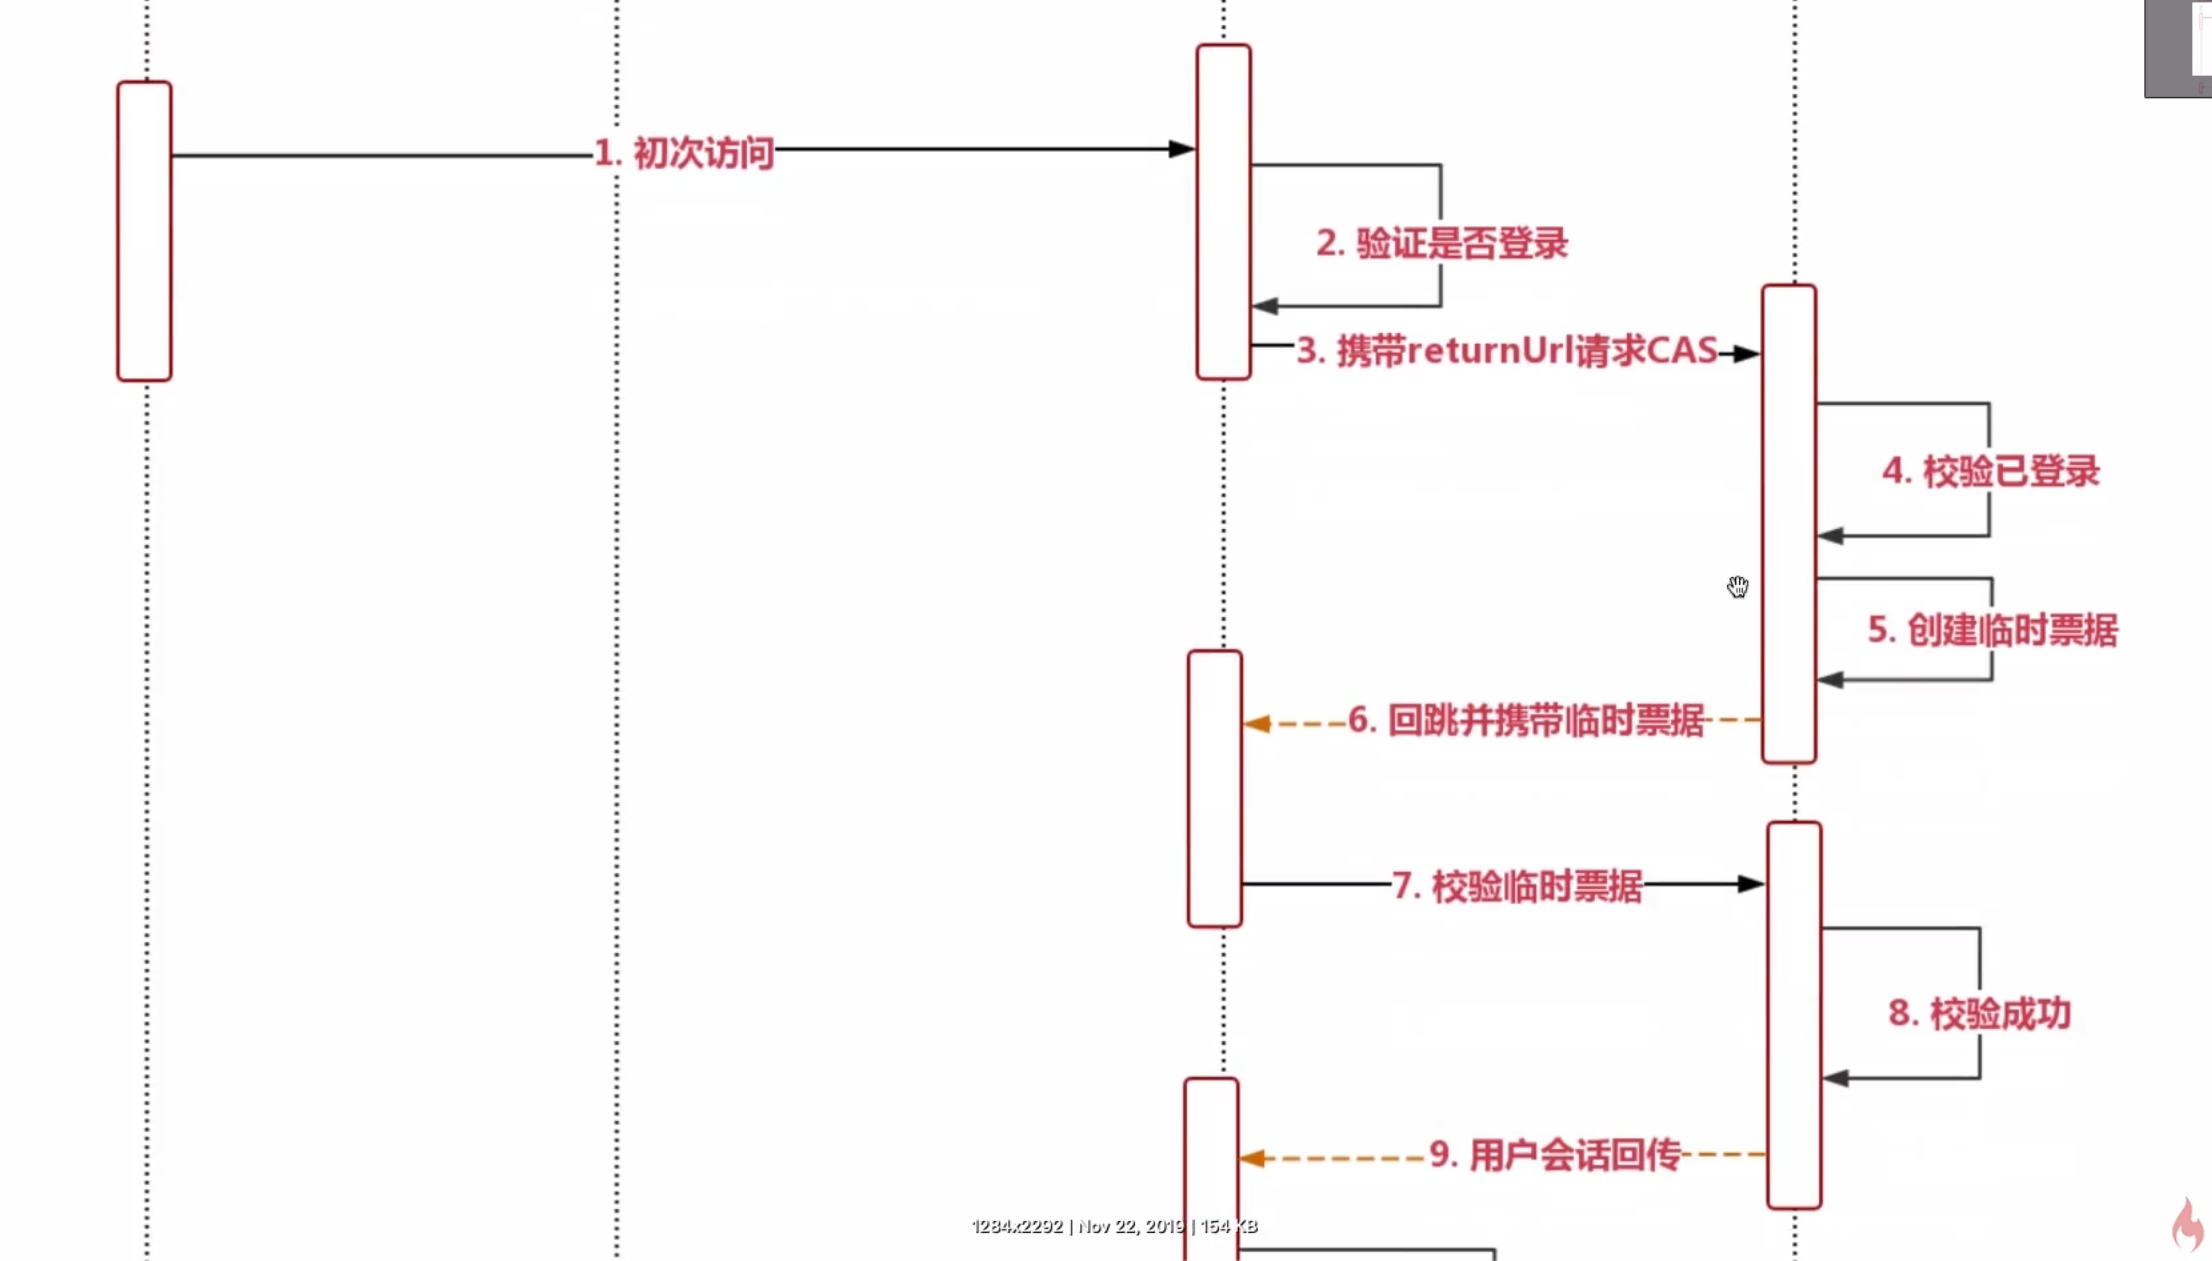 1. 初次访问
2. 验证是否登录
3. 携带returnUrl请求CAS
4. 校验已登录
5. 创建临时票据
6. 回跳并携带临时票据
7. 校验临时票据
8. 校验成功
9. 用户会话回传
1284x2292 | Nov 22, 2019 | 154 KB